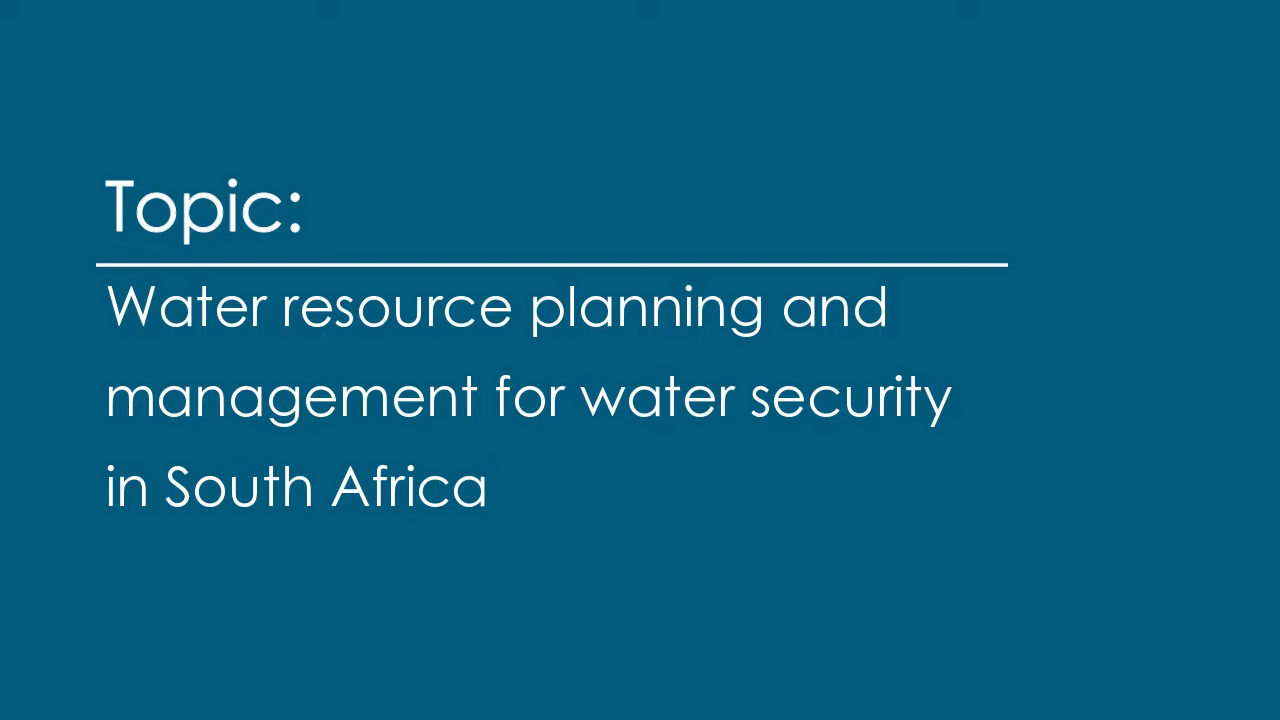 Topic:
Water resource planning and
management for water security
in South Africa